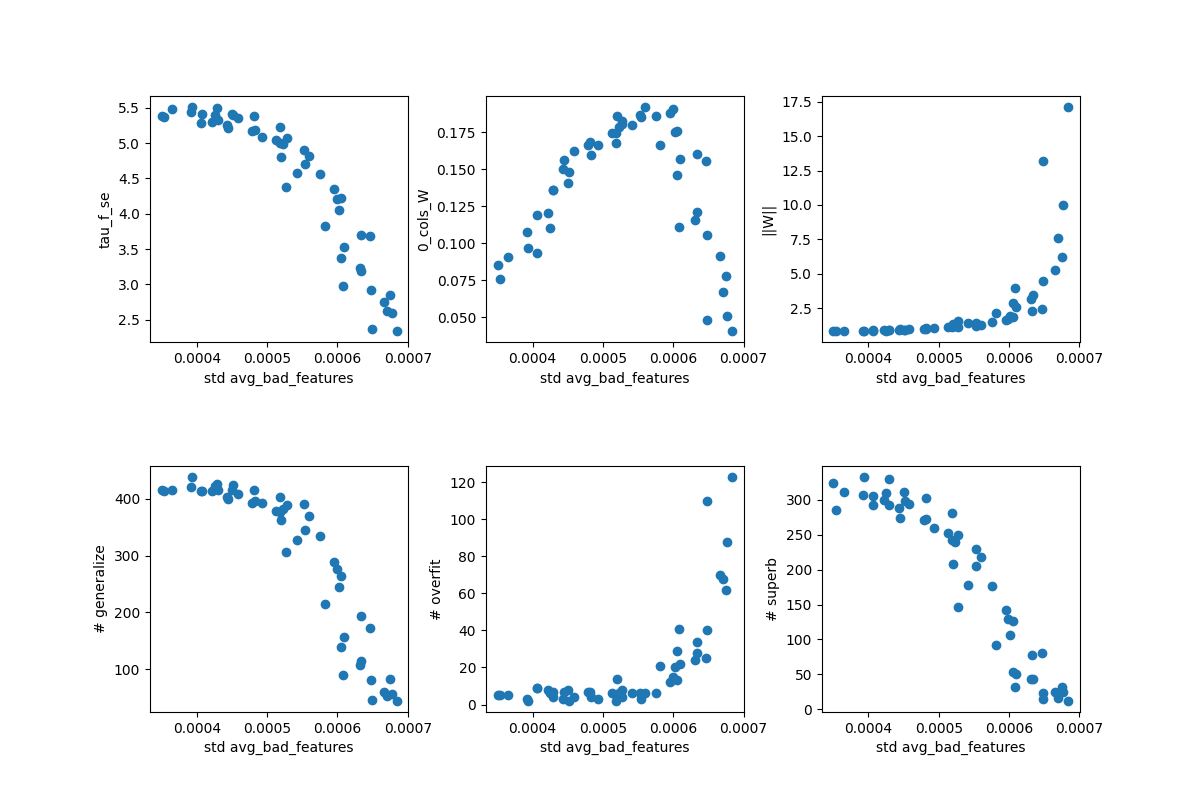 5.5
5.0
4.5
4.0
3.5
3.0
2.5
tau_f_se
0.0004 0.0005 0.0006 0.0007
std avg_bad_features
0.175
0.150
0.125
0.100
0.075
0.050
0_cols_W
0.0004 0.0005 0.0006 0.0007
std avg_bad_features
17.5
15.0
12.5
10.0
7.5
5.0
2.5
||W||
0.0004 0.0005 0.0006 0.0007
std avg_bad_features
400
300
200
100
# generalize
0.0004 0.0005 0.0006 0.0007
std avg_bad_features
120
100
80
60
40
20
0
# overfit
0.0004 0.0005 0.0006 0.0007
std avg_bad_features
300
250
200
150
100
50
0
# superb
0.0004 0.0005 0.0006 0.0007
std avg_bad_features